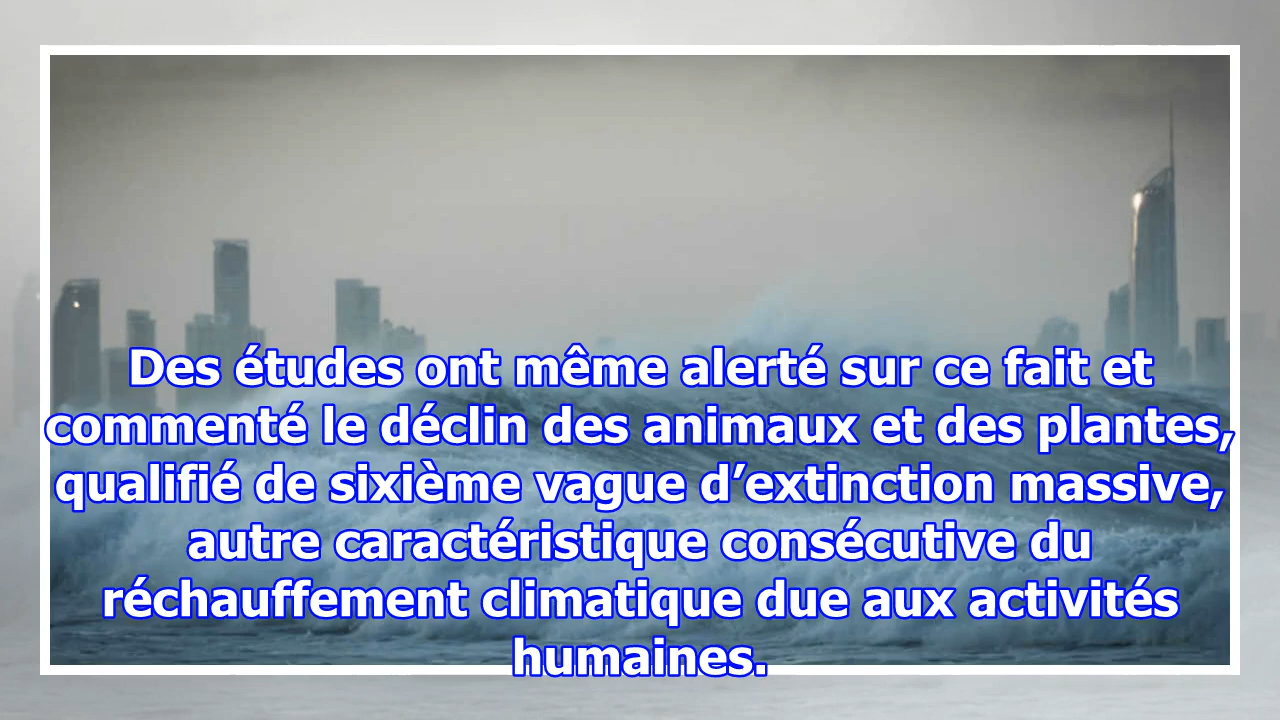 Des études ont même alerté sur ce fait et
commenté le déclin des animaux et des plantes,
qualifié de sixième vague d’extinction massive,
autre caractéristique consécutive du
réchauffement climatique due aux activités
humaines.